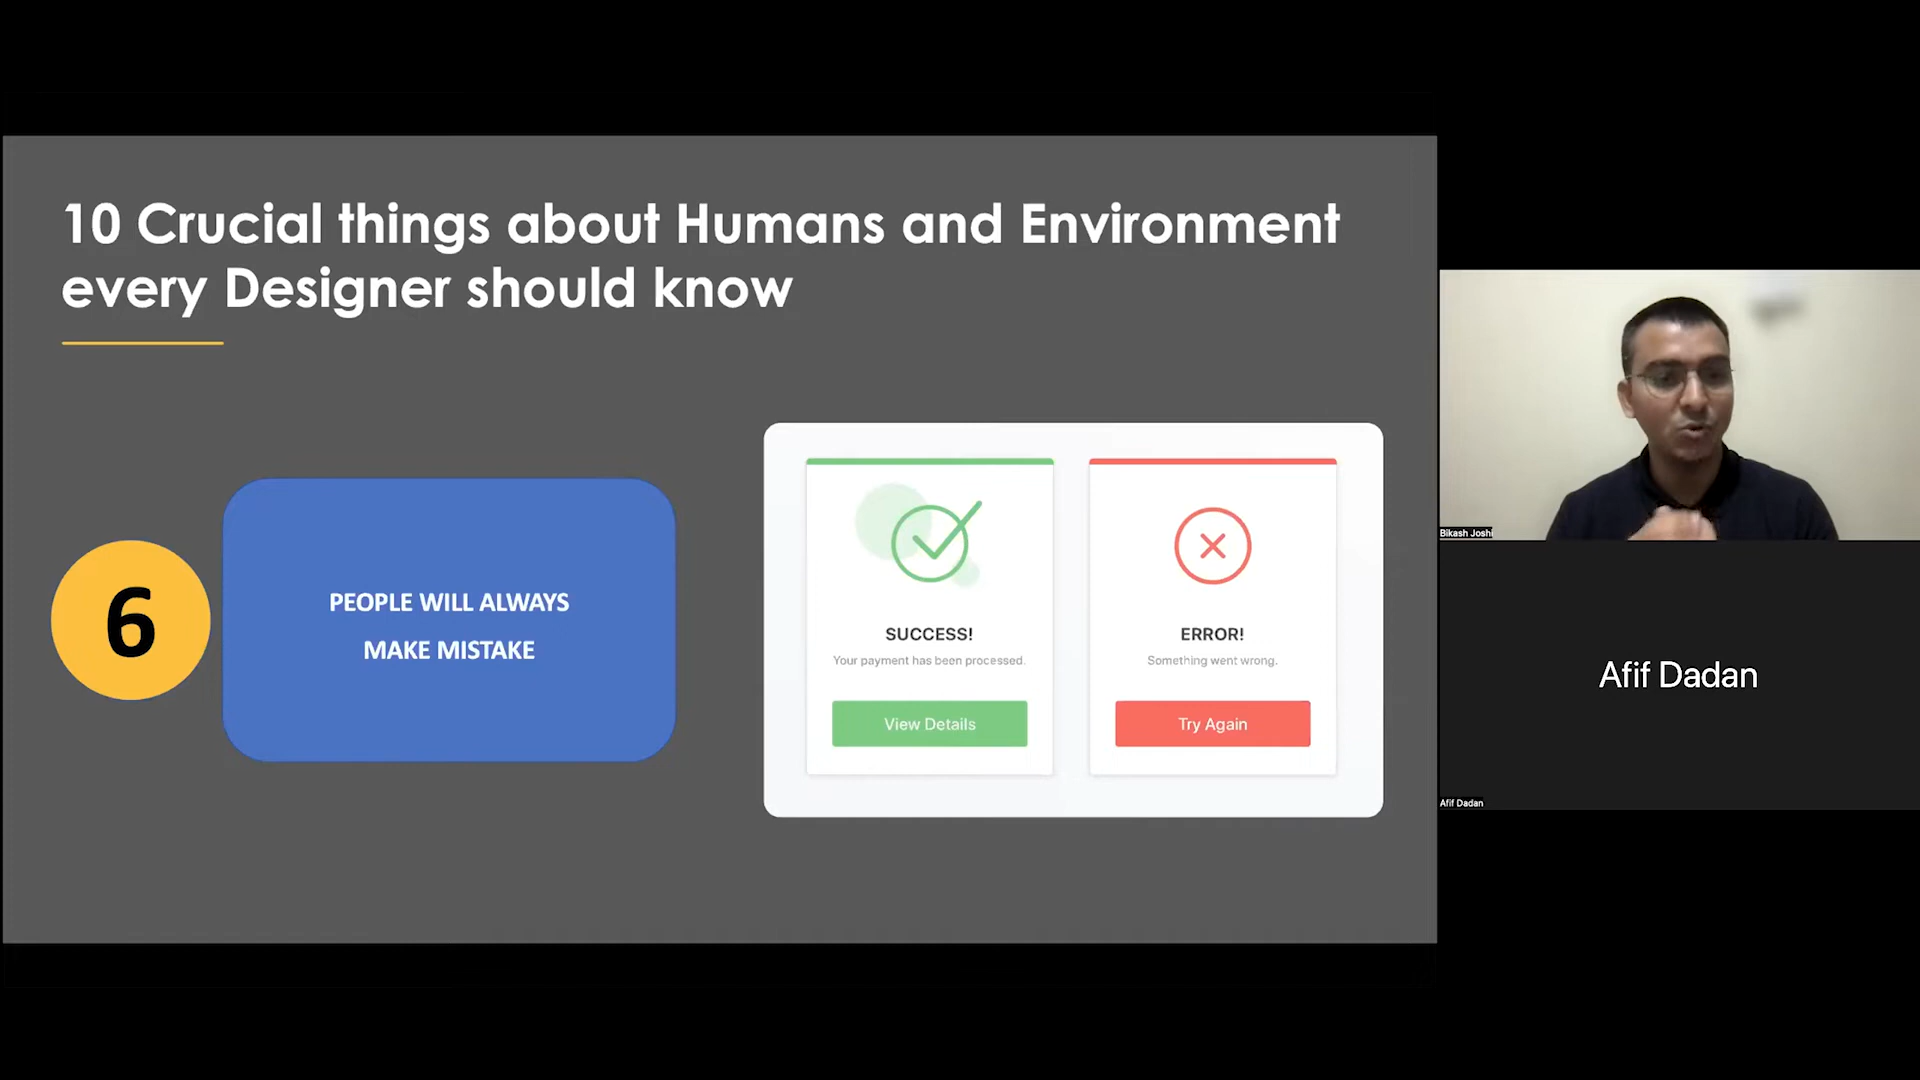 10 Crucial things about Humans and Environment
every Designer should know
6
PEOPLE WILL ALWAYS
MAKE MISTAKE
SUCCESS!
Your payment has been processed.
View Details
ERROR!
Something went wrong.
Try Again
Bikash Joshi
Afif Dadan
Afif Dadan